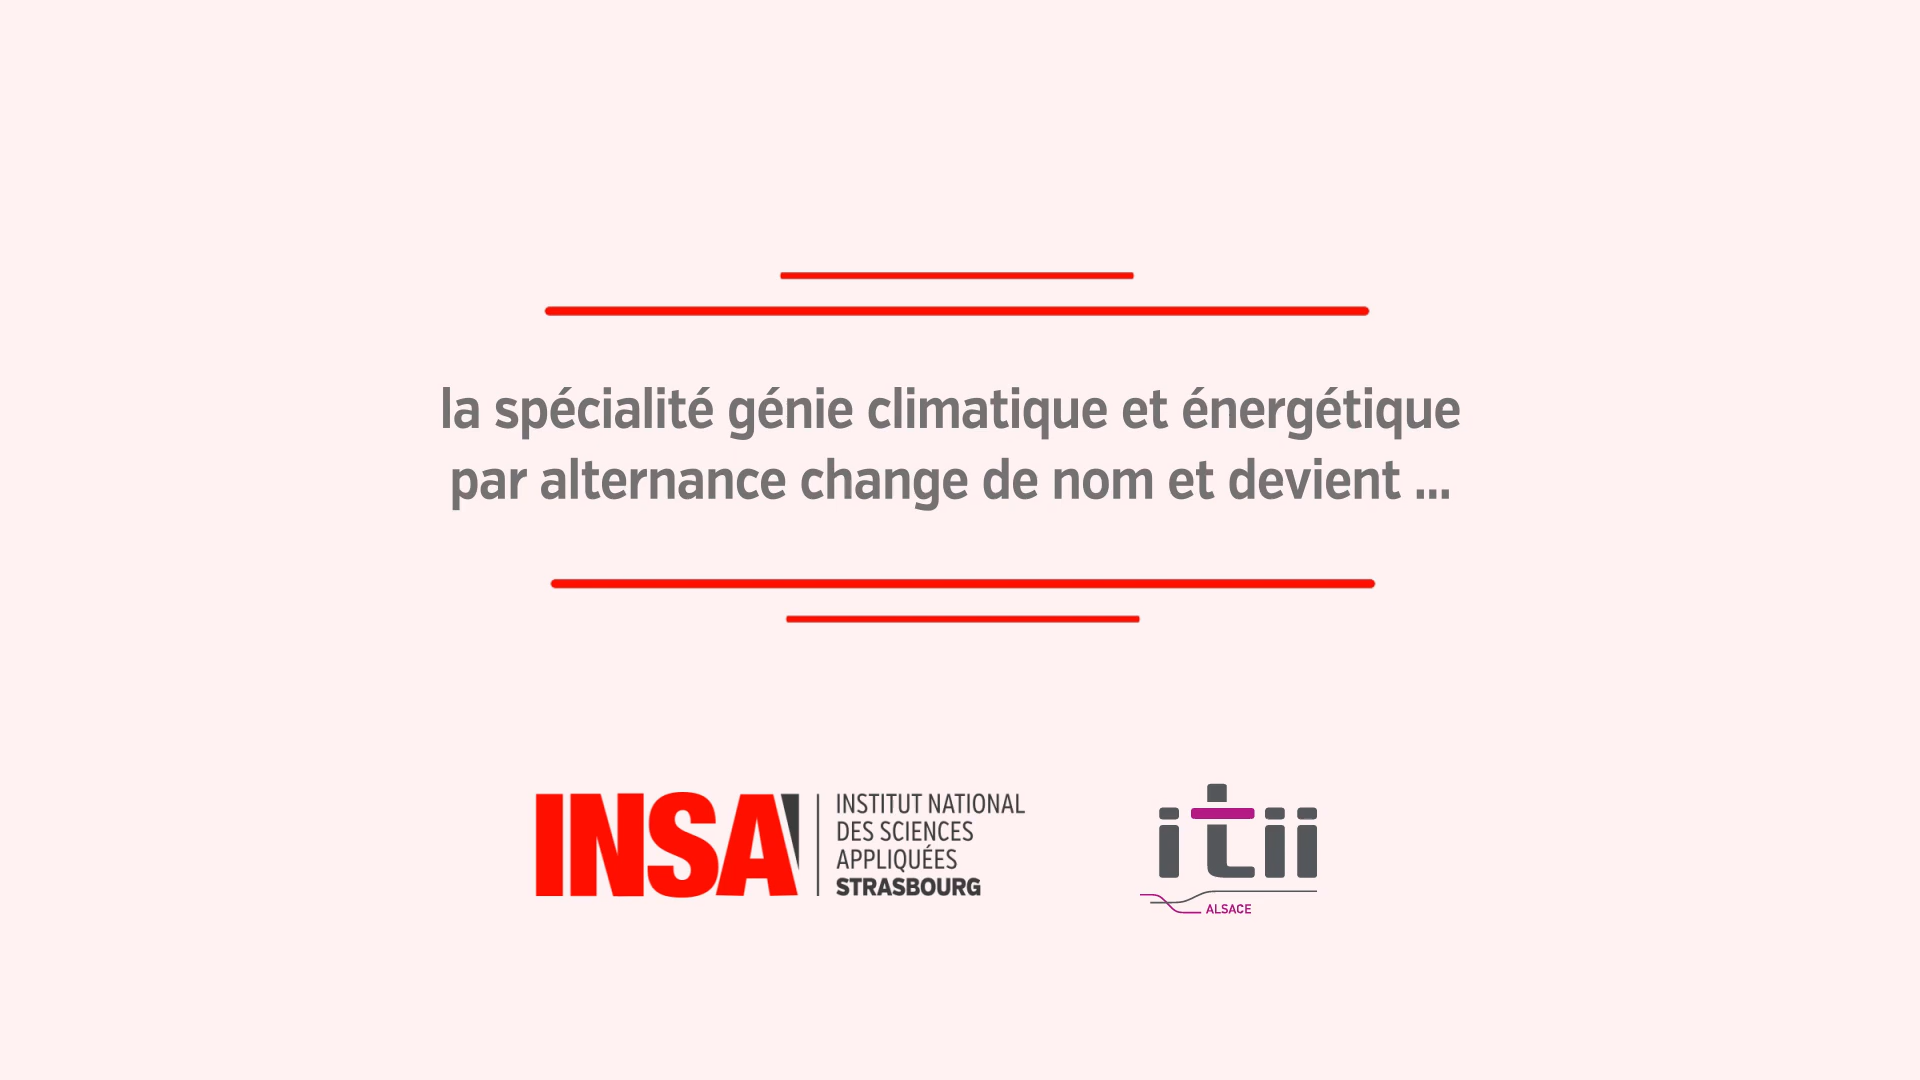 la spécialité génie climatique et énergétique
par alternance change de nom et devient ...
INSA
INSTITUT NATIONAL
DES SCIENCES
APPLIQUÉES
STRASBOURG
itii
ALSACE